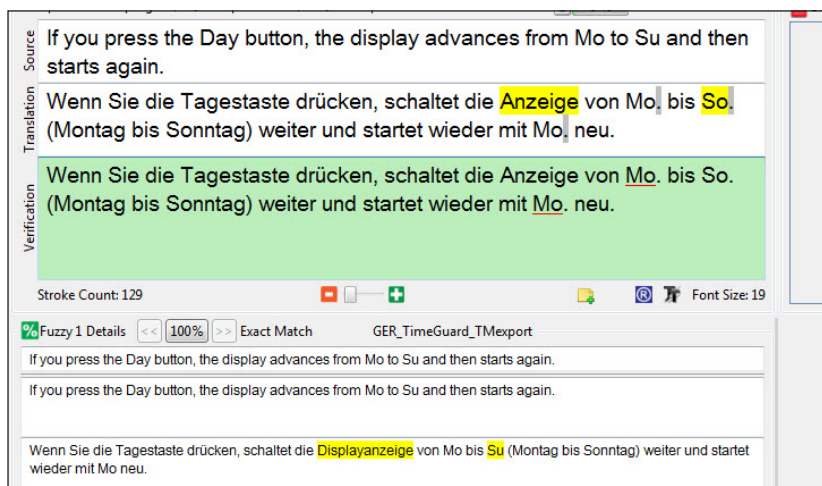 Source
If you press the Day button, the display advances from Mo to Su and then
starts again.
Translation
Wenn Sie die Tagestaste drücken, schaltet die Anzeige von Mo. bis So.
(Montag bis Sonntag) weiter und startet wieder mit Mo. neu.
Verification
Wenn Sie die Tagestaste drücken, schaltet die Anzeige von Mo. bis So.
(Montag bis Sonntag) weiter und startet wieder mit Mo. neu.
Stroke Count: 129
Font Size: 19
% Fuzzy 1 Details << 100% >> Exact Match GER_TimeGuard_TMexport
If you press the Day button, the display advances from Mo to Su and then starts again.
If you press the Day button, the display advances from Mo to Su and then starts again.
Wenn Sie die Tagestaste drücken, schaltet die Displayanzeige von Mo bis Su (Montag bis Sonntag) weiter und startet
wieder mit Mo neu.